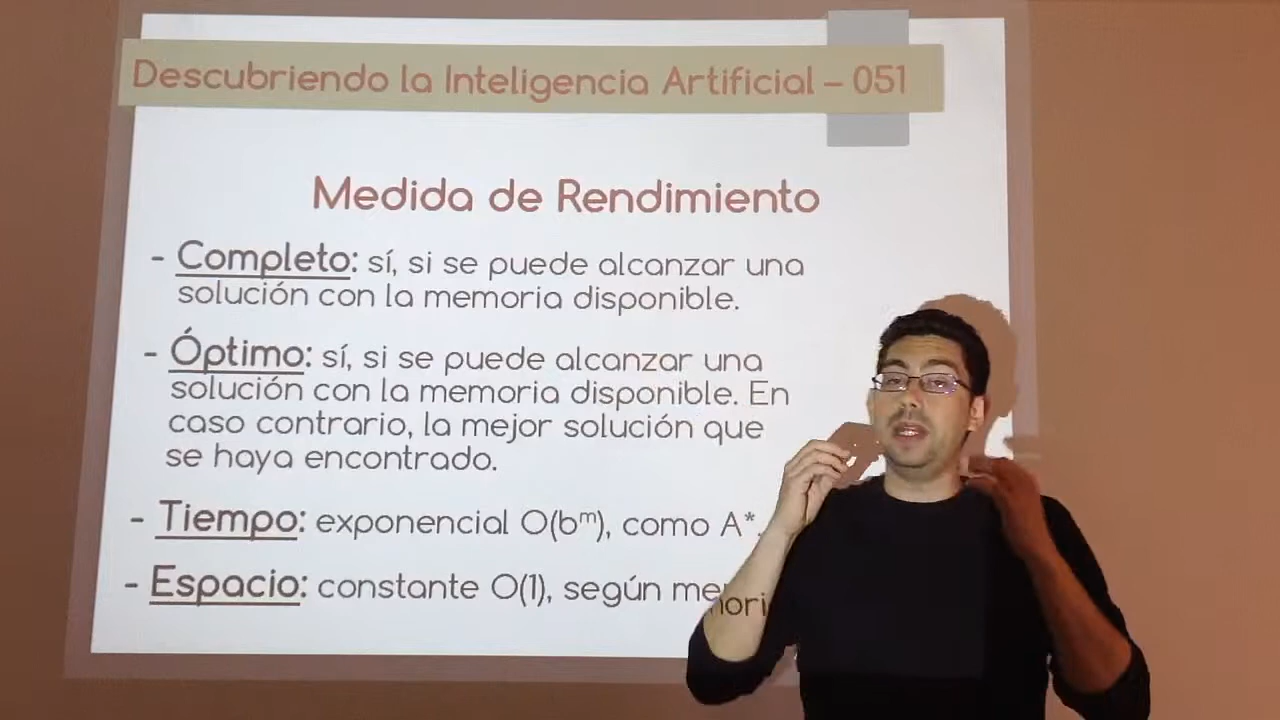 Descubriendo la Inteligencia Artificial – 051
Medida de Rendimiento
- Completo: sí, si se puede alcanzar una
solución con la memoria disponible.
- Óptimo: sí, si se puede alcanzar una
solución con la memoria disponible. En
caso contrario, la mejor solución que
se haya encontrado.
- Tiempo: exponencial O(bᵐ), como A*.
- Espacio: constante O(1), según memori